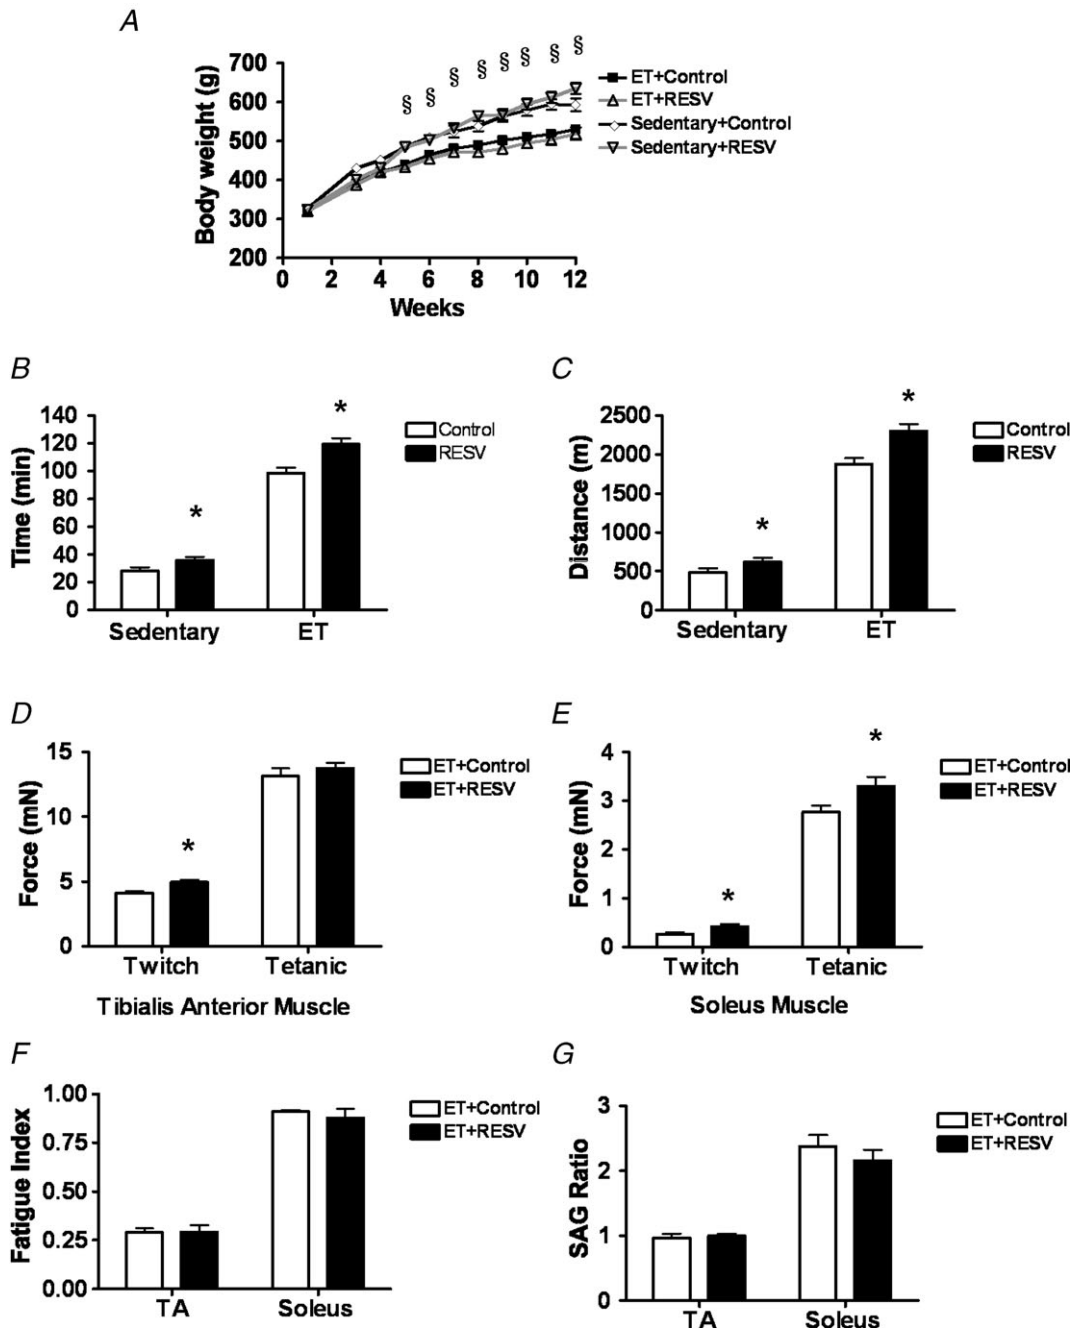 A
Body weight (g)
700
600
500
400
300
200
§ § § § § § § §
0 2 4 6 8 10 12
Weeks
ET+Control
ET+RESV
Sedentary+Control
Sedentary+RESV
B
Time (min)
140
120
100
80
60
40
20
0
*
*
Sedentary ET
Control
RESV
C
Distance (m)
2500
2000
1500
1000
500
0
*
*
Sedentary ET
Control
RESV
D
Force (mN)
15
10
5
0
*
Twitch Tetanic
Tibialis Anterior Muscle
ET+Control
ET+RESV
E
Force (mN)
4
3
2
1
0
*
*
Twitch Tetanic
Soleus Muscle
ET+Control
ET+RESV
F
Fatigue Index
1.00
0.75
0.50
0.25
0.00
TA Soleus
ET+Control
ET+RESV
G
SAG Ratio
3
2
1
0
TA Soleus
ET+Control
ET+RESV